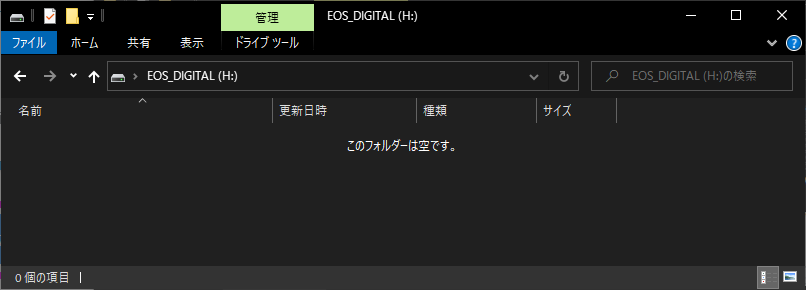 管理
EOS_DIGITAL (H:)
ファイル
ホーム
共有
表示
ドライブ ツール
EOS_DIGITAL (H:)
EOS_DIGITAL (H:)の検索
名前
更新日時
種類
サイズ
このフォルダーは空です。
0 個の項目